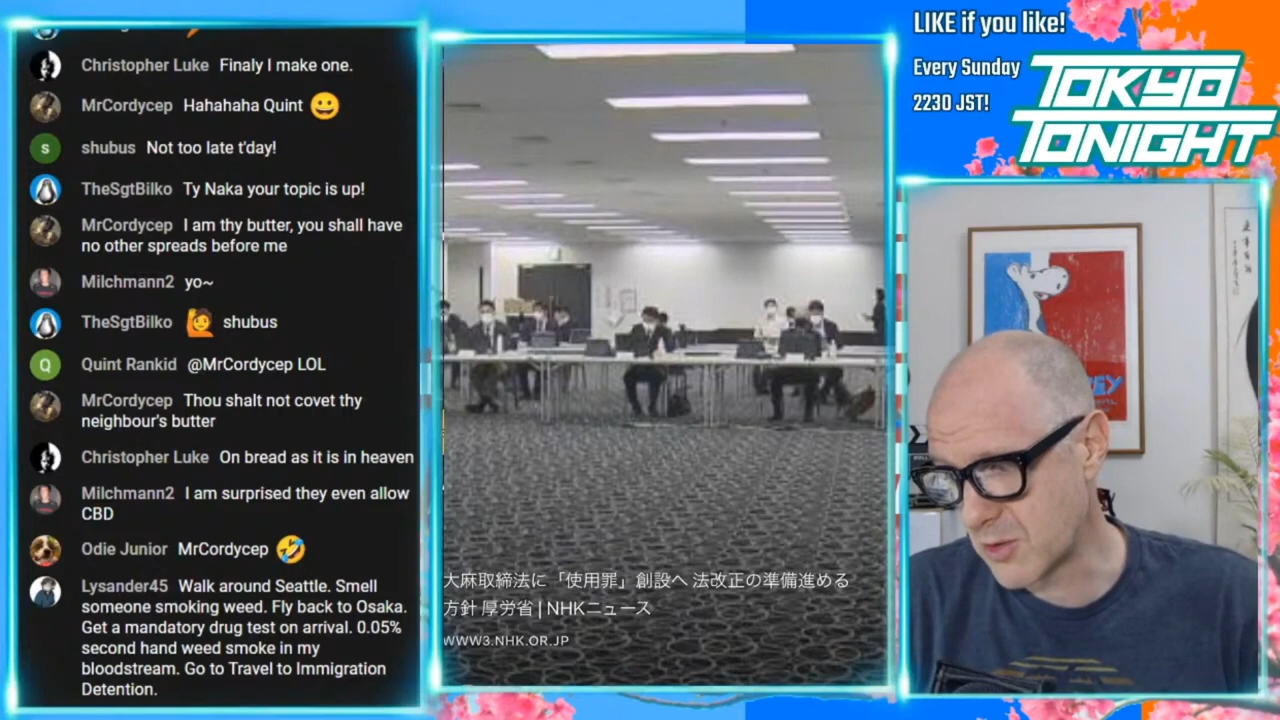 Christopher Luke Finaly I make one.
MrCordycep Hahahaha Quint 😀
s
shubus Not too late t'day!
TheSgtBilko Ty Naka your topic is up!
MrCordycep I am thy butter, you shall have
no other spreads before me
Milchmann2 yo~
TheSgtBilko 🙋 shubus
Q
Quint Rankid @MrCordycep LOL
MrCordycep Thou shalt not covet thy
neighbour's butter
Christopher Luke On bread as it is in heaven
Milchmann2 I am surprised they even allow
CBD
Odie Junior MrCordycep 🤣
Lysander45 Walk around Seattle. Smell
someone smoking weed. Fly back to Osaka.
Get a mandatory drug test on arrival. 0.05%
second hand weed smoke in my
bloodstream. Go to Travel to Immigration
Detention.
大麻取締法に「使用罪」創設へ 法改正の準備進める
方針 厚労省 | NHKニュース
WWW3.NHK.OR.JP
LIKE if you like!
Every Sunday
2230 JST!
TOKYO
TONIGHT